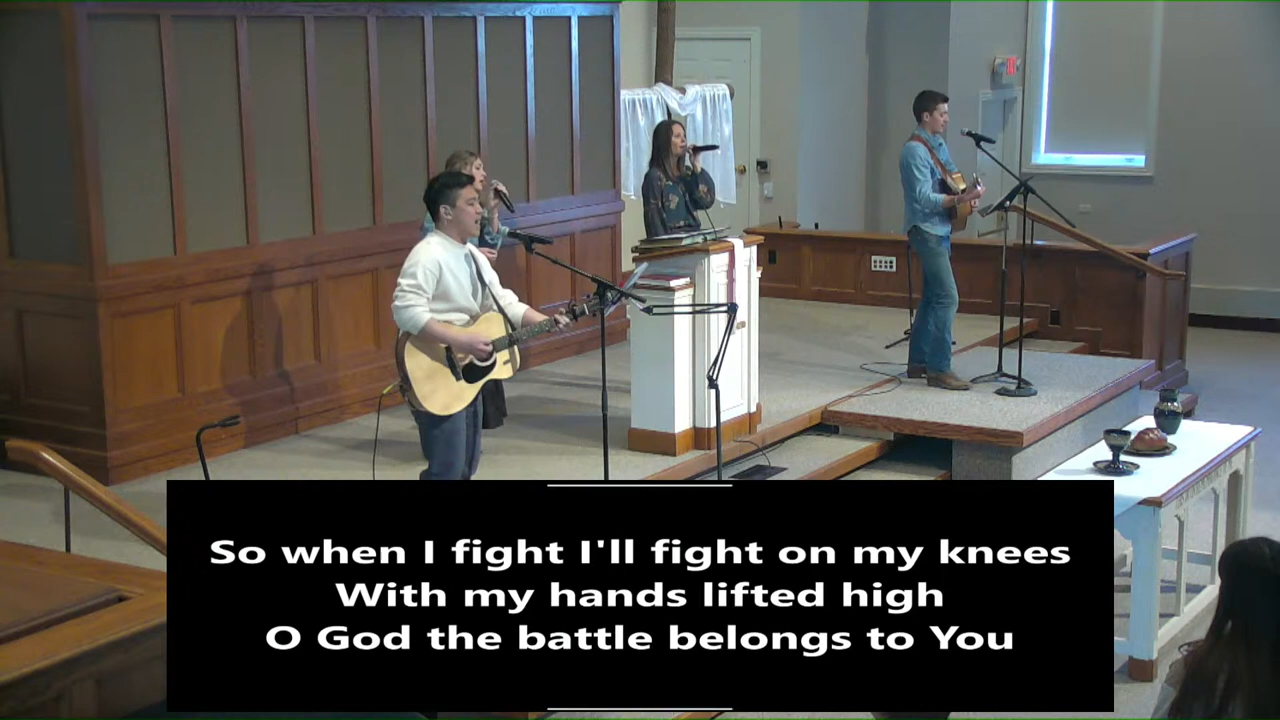 So when I fight I'll fight on my knees
With my hands lifted high
O God the battle belongs to You